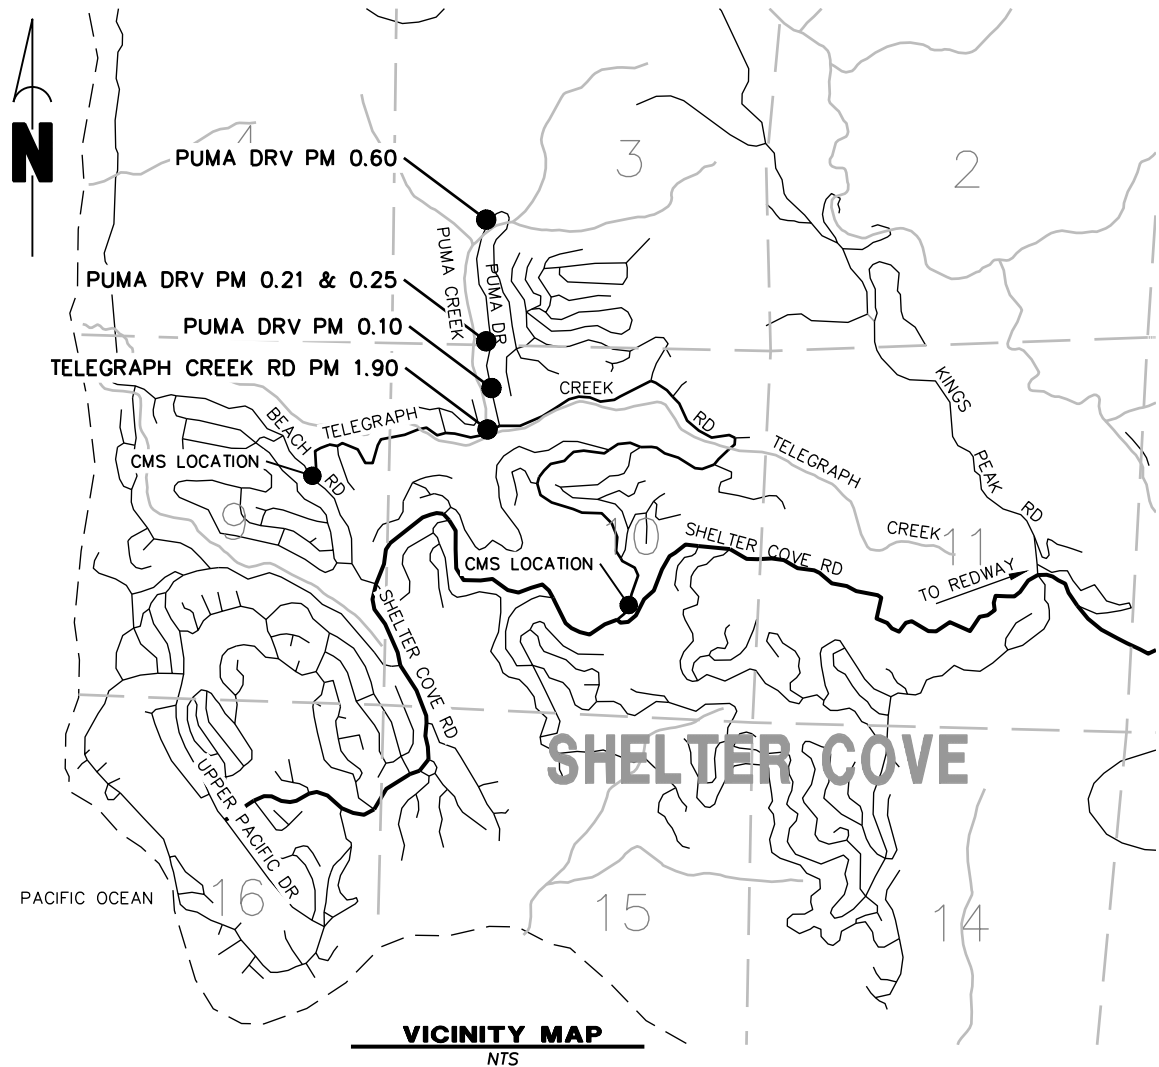 N
4
3
2
PUMA DRV PM 0.60
PUMA CREEK
PUMA DR
PUMA DRV PM 0.21 & 0.25
PUMA DRV PM 0.10
TELEGRAPH CREEK RD PM 1.90
TELEGRAPH CREEK RD
KINGS PEAK RD
BEACH RD
CMS LOCATION
TELEGRAPH CREEK
9
10
11
SHELTER COVE RD
CMS LOCATION
TO REDWAY
SHELTER COVE RD
SHELTER COVE
UPPER PACIFIC DR
PACIFIC OCEAN
16
15
14
VICINITY MAP
NTS